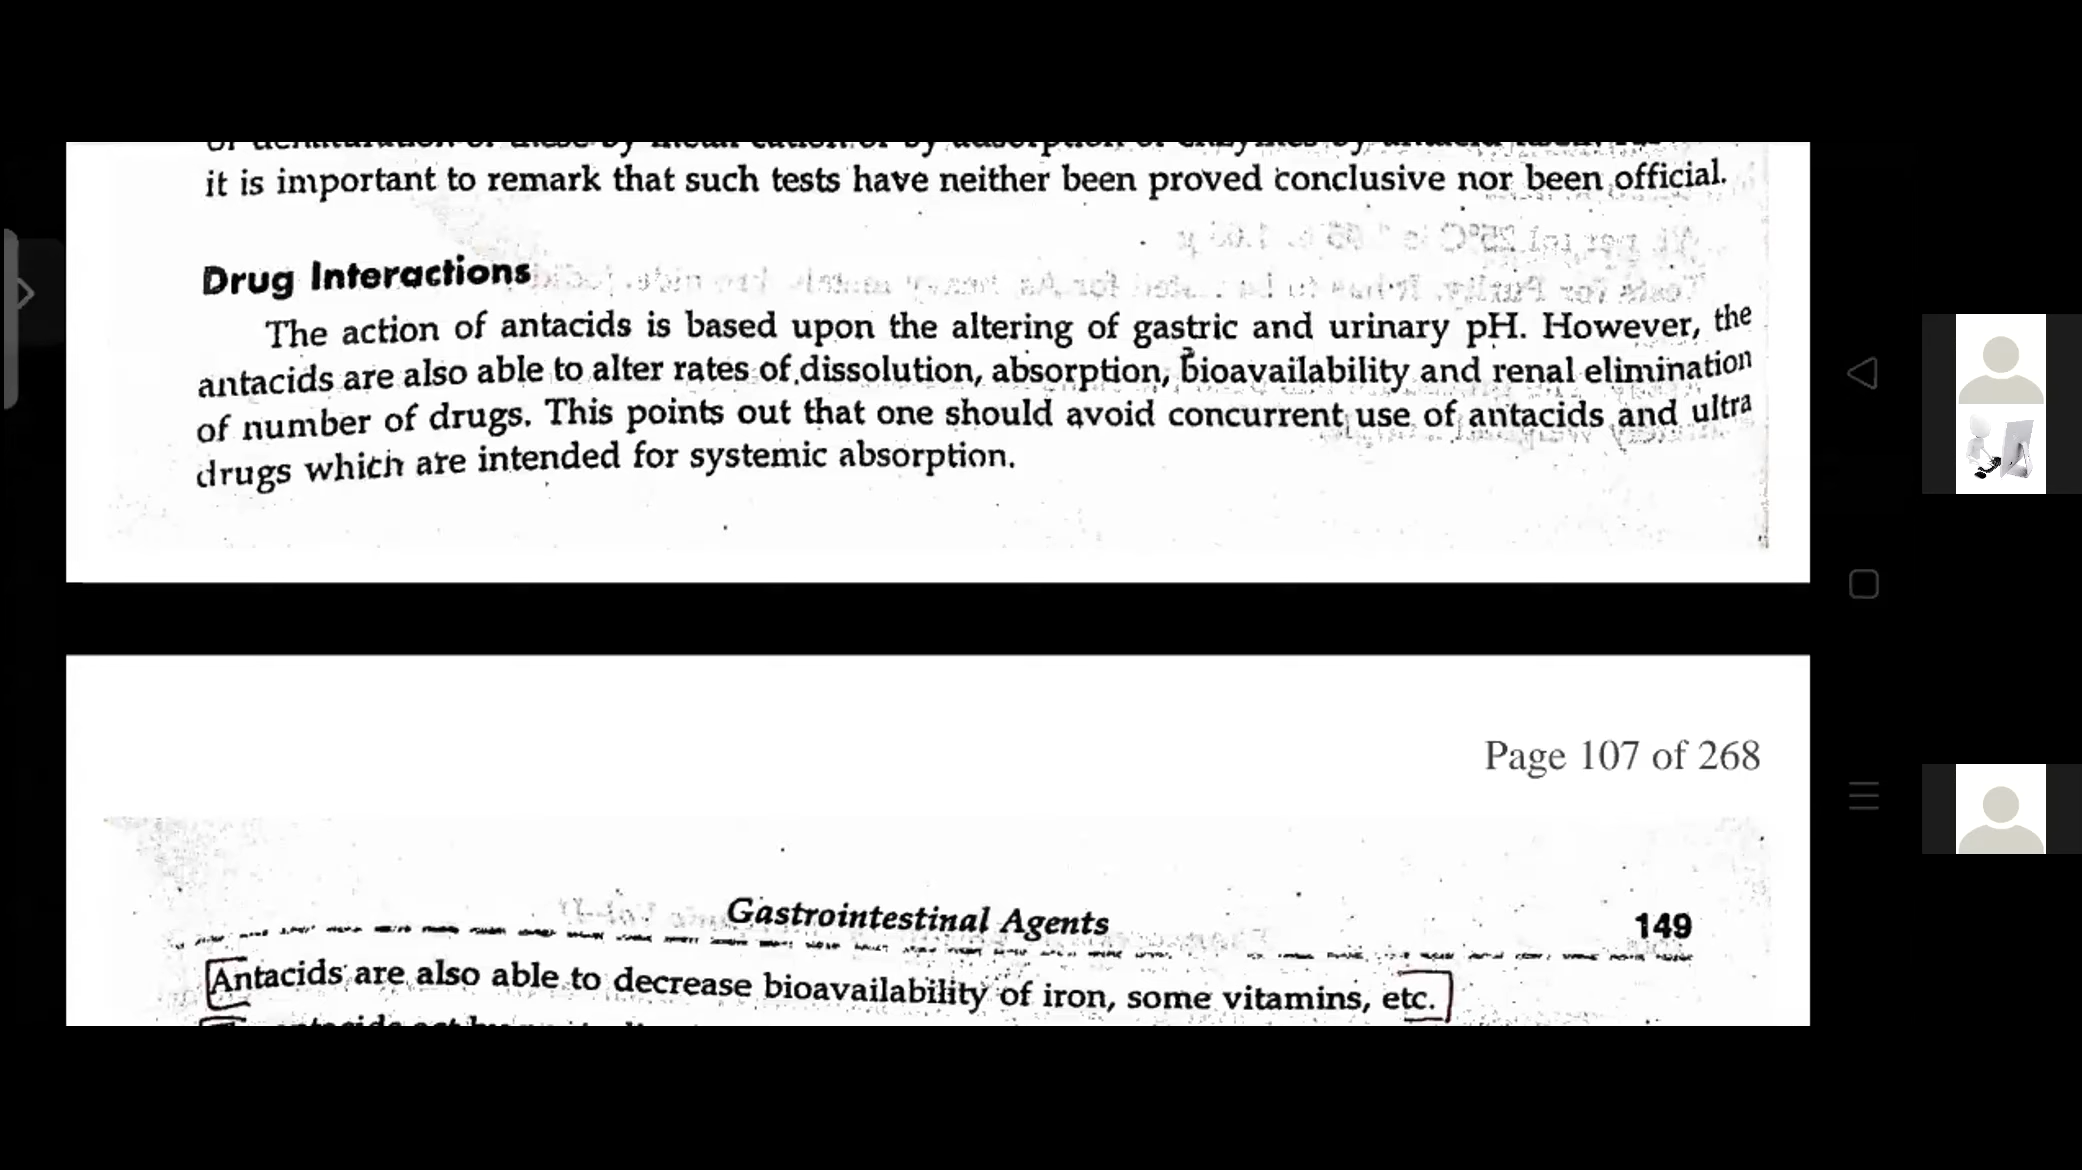 it is important to remark that such tests have neither been proved conclusive nor been official.
Drug Interactions
The action of antacids is based upon the altering of gastric and urinary pH. However, the
antacids are also able to alter rates of dissolution, absorption, bioavailability and renal elimination
of number of drugs. This points out that one should avoid concurrent use of antacids and ultra
drugs which are intended for systemic absorption.
Page 107 of 268
Gastrointestinal Agents
149
Antacids are also able to decrease bioavailability of iron, some vitamins, etc.